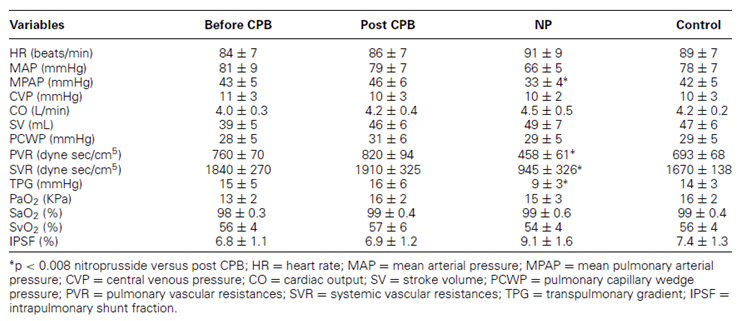 Variables Before CPB Post CPB NP Control
HR (beats/min) 84 ± 7 86 ± 7 91 ± 9 89 ± 7
MAP (mmHg) 81 ± 9 79 ± 7 66 ± 5 78 ± 7
MPAP (mmHg) 43 ± 5 46 ± 6 33 ± 4* 42 ± 5
CVP (mmHg) 11 ± 3 10 ± 3 10 ± 2 10 ± 3
CO (L/min) 4.0 ± 0.3 4.2 ± 0.4 4.5 ± 0.5 4.2 ± 0.2
SV (mL) 39 ± 5 46 ± 6 49 ± 7 47 ± 6
PCWP (mmHg) 28 ± 5 31 ± 6 29 ± 5 29 ± 5
PVR (dyne sec/cm⁵) 760 ± 70 820 ± 94 458 ± 61* 693 ± 68
SVR (dyne sec/cm⁵) 1840 ± 270 1910 ± 325 945 ± 326* 1670 ± 138
TPG (mmHg) 15 ± 5 16 ± 6 9 ± 3* 14 ± 3
PaO₂ (KPa) 13 ± 2 16 ± 2 15 ± 3 16 ± 2
SaO₂ (%) 98 ± 0.3 99 ± 0.4 99 ± 0.6 99 ± 0.4
SvO₂ (%) 56 ± 4 57 ± 6 54 ± 4 56 ± 4
IPSF (%) 6.8 ± 1.1 6.9 ± 1.2 9.1 ± 1.6 7.4 ± 1.3
*p < 0.008 nitroprusside versus post CPB; HR = heart rate; MAP = mean arterial pressure; MPAP = mean pulmonary arterial
pressure; CVP = central venous pressure; CO = cardiac output; SV = stroke volume; PCWP = pulmonary capillary wedge
pressure; PVR = pulmonary vascular resistances; SVR = systemic vascular resistances; TPG = transpulmonary gradient; IPSF =
intrapulmonary shunt fraction.